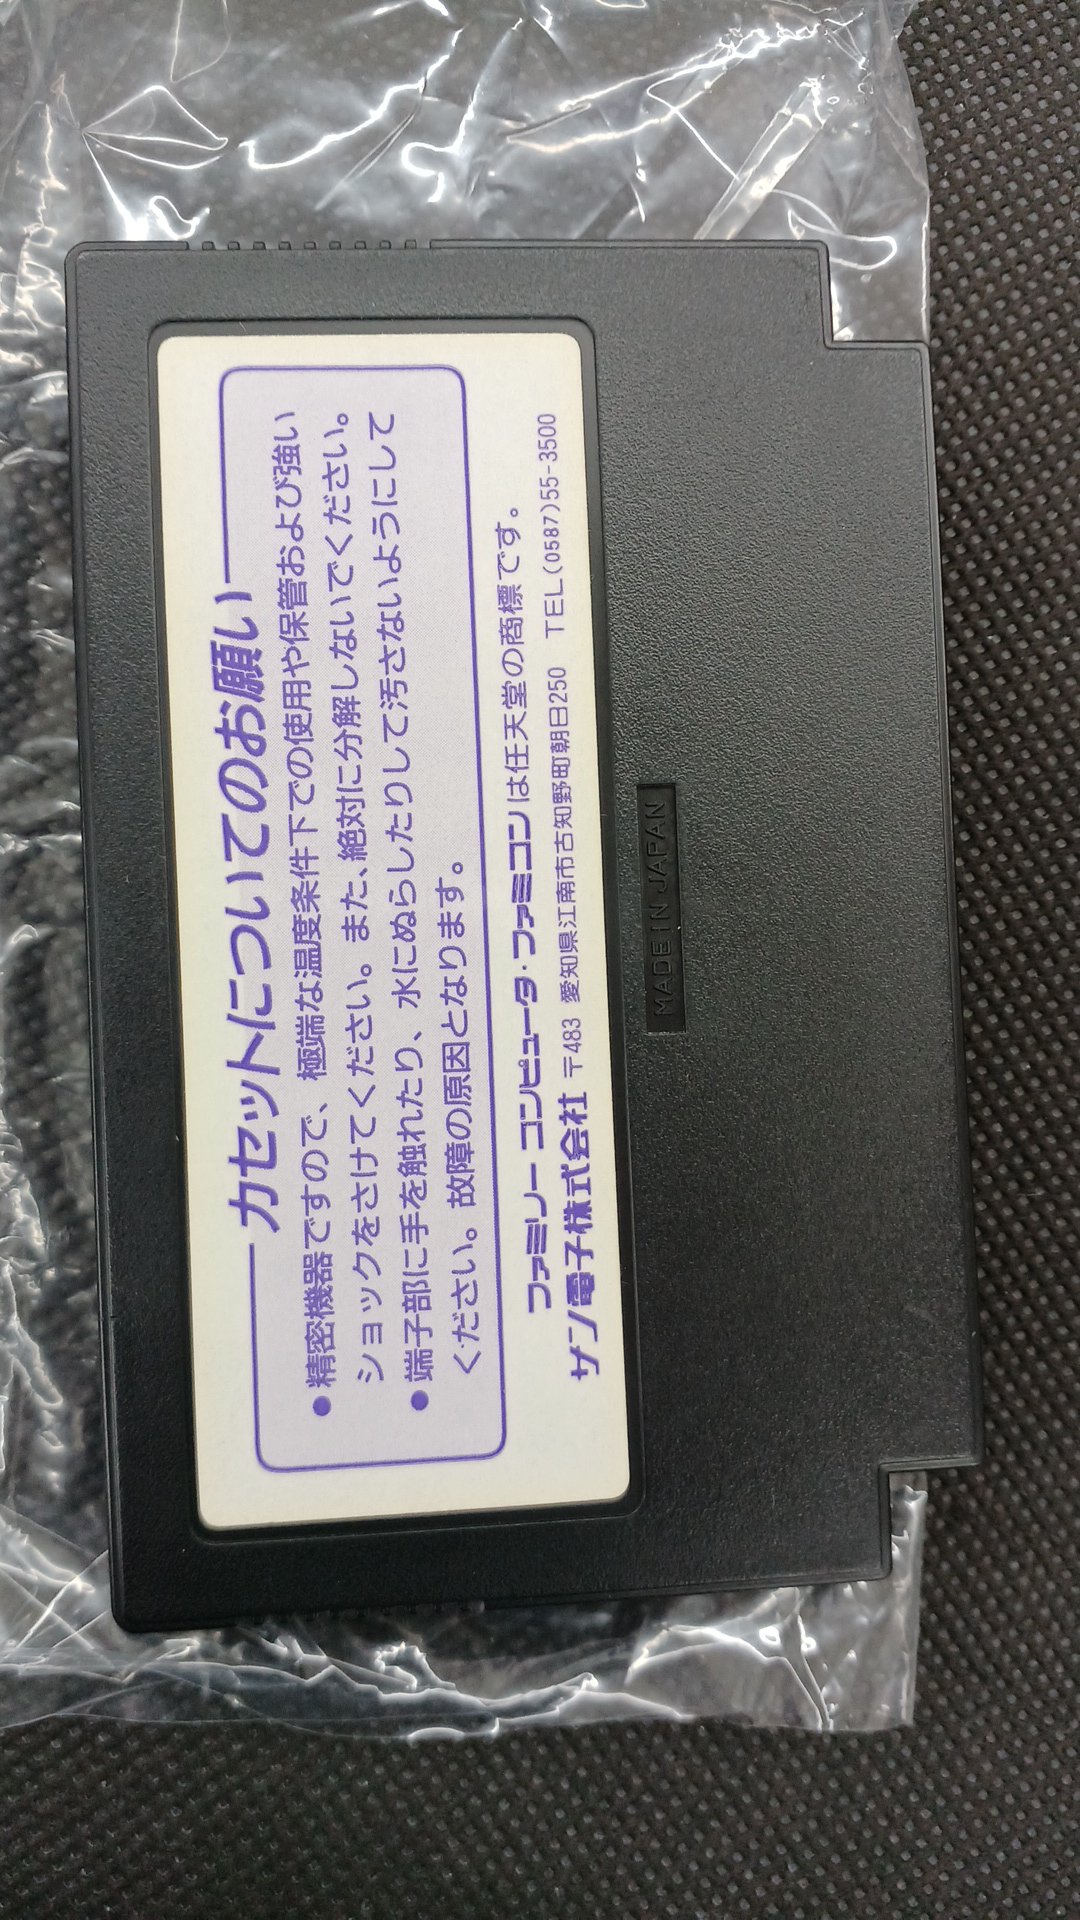 カセットについてのお願い
●精密機器ですので、極端な温度条件下での使用や保管および強い
ショックをさけてください。また、絶対に分解しないでください。
●端子部に手を触れたり、水にぬらしたりして汚さないようにして
ください。故障の原因となります。
ファミリーコンピュータ・ファミコンは任天堂の商標です。
サン電子株式会社 〒483 愛知県江南市古知野町朝日250 TEL(0587)55-3500
MADE IN JAPAN